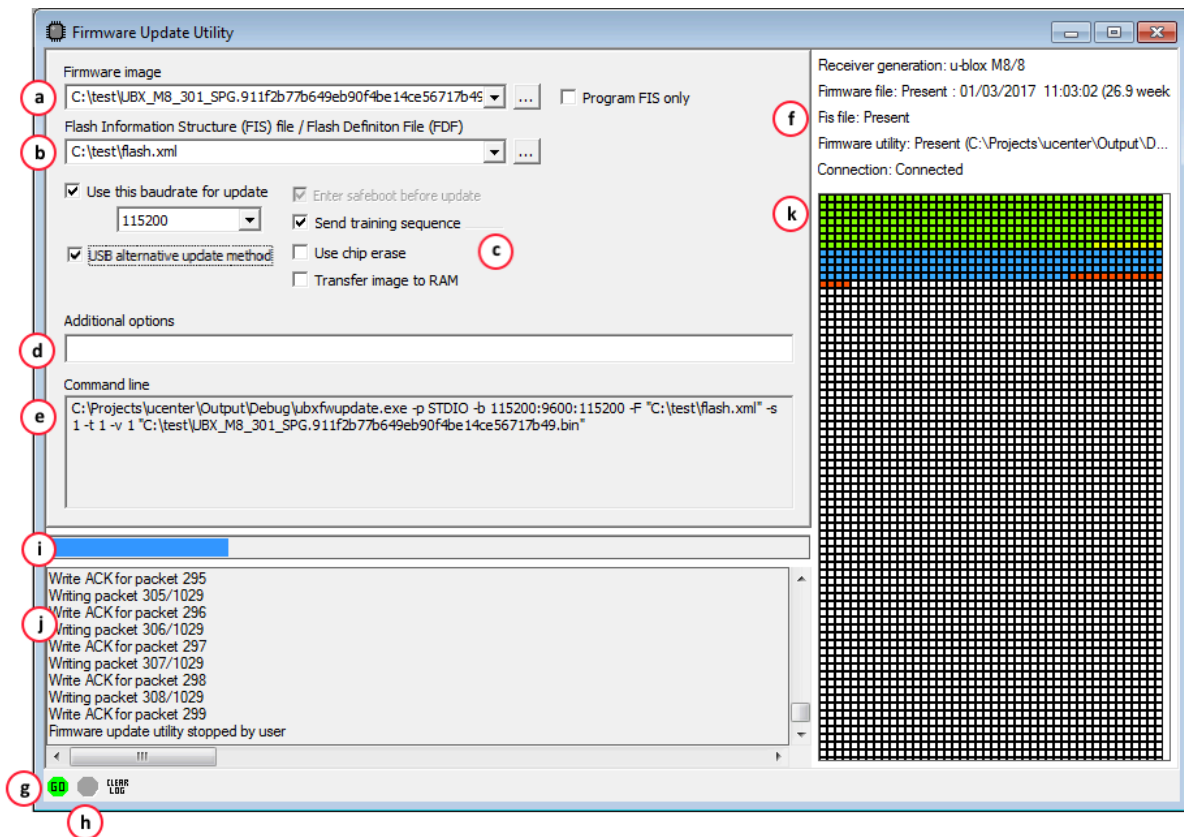 Firmware Update Utility
Firmware image
a
C:\test\UBX_M8_301_SPG.911f2b77b649eb90f4be14ce56717b49
...
Program FIS only
Flash Information Structure (FIS) file / Flash Definiton File (FDF)
b
C:\test\flash.xml
...
Use this baudrate for update
Enter safeboot before update
115200
Send training sequence
USB alternative update method
Use chip erase
c
Transfer image to RAM
Additional options
d
Command line
e
C:\Projects\ucenter\Output\Debug\ubxfwupdate.exe -p STDIO -b 115200:9600:115200 -F "C:\test\flash.xml" -s
1 -t 1 -v 1 "C:\test\UBX_M8_301_SPG.911f2b77b649eb90f4be14ce56717b49.bin"
i
Write ACK for packet 295
Writing packet 305/1029
Write ACK for packet 296
j
Writing packet 306/1029
Write ACK for packet 297
Writing packet 307/1029
Write ACK for packet 298
Writing packet 308/1029
Write ACK for packet 299
Firmware update utility stopped by user
g
GO
CLEAR
LOG
h
Receiver generation: u-blox M8/8
Firmware file: Present : 01/03/2017 11:03:02 (26.9 week
f
Fis file: Present
Firmware utility: Present (C:\Projects\ucenter\Output\D...
Connection: Connected
k